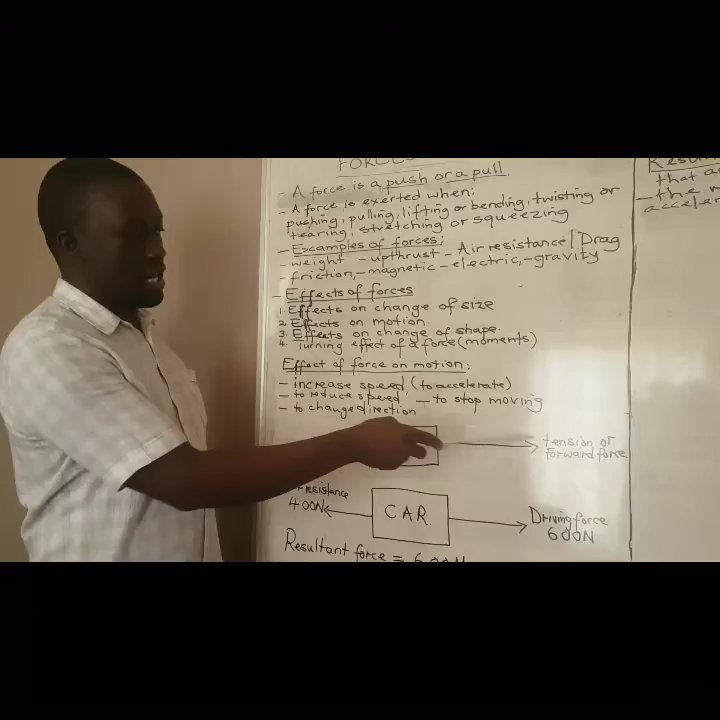 FORCES
- A force is a push or a pull.
- A force is exerted when:
pushing, pulling, lifting or bending, twisting or
tearing, stretching or squeezing
- Examples of forces:
- weight - upthrust - Air resistance/Drag
- friction, - magnetic - electric, - gravity
- Effects of forces
1. Effects on change of size
2. Effects on motion.
3. Effects on change of shape.
4. Turning effect of a force (moments)
Effect of force on motion:
- increase speed (to accelerate)
- to reduce speed - to stop moving
- to change direction
tension or
forward force
resistance
400N
CAR.
Driving force
600N
Resultant force = 600N
that a
- the
acceler